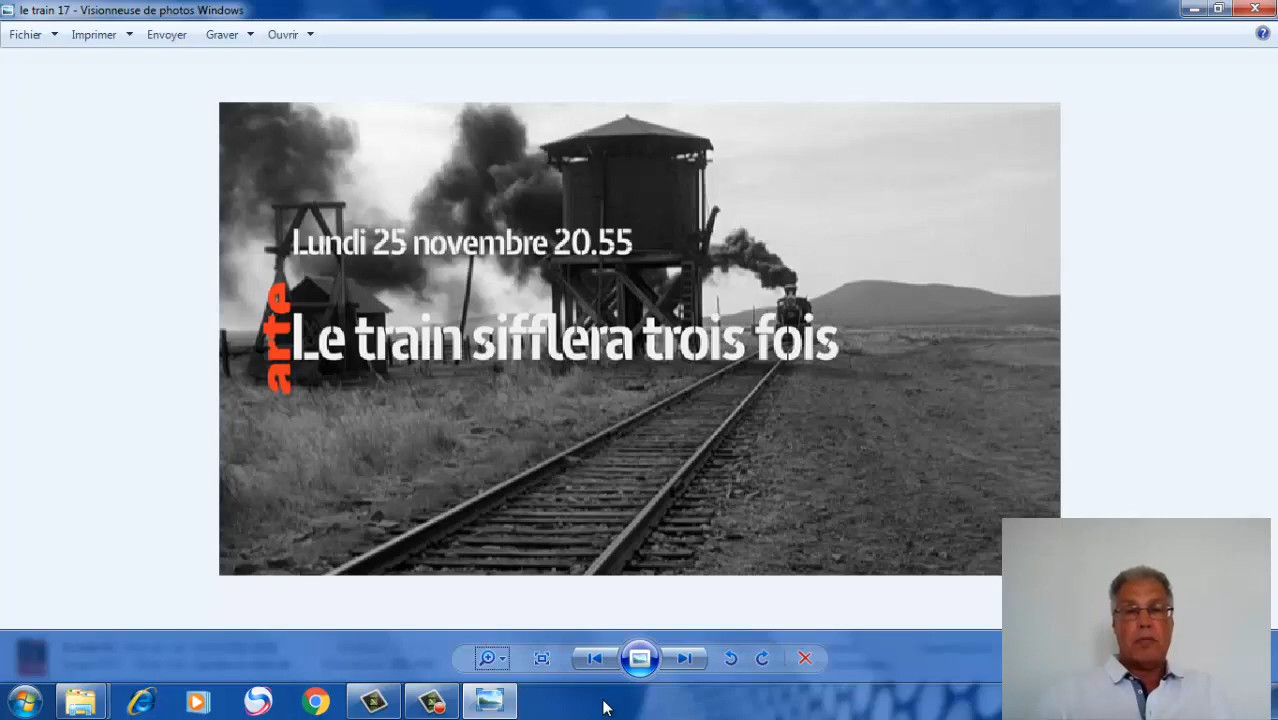 le train 17 - Visionneuse de photos Windows
Fichier Imprimer Envoyer Graver Ouvrir
Lundi 25 novembre 20.55
arte
Le train sifflera trois fois